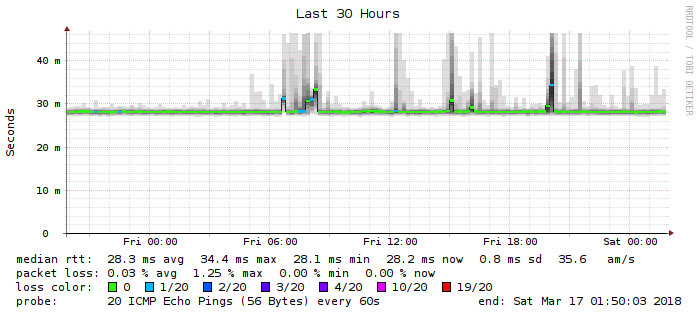 Last 30 Hours
RRDTOOL / TOBI OETIKER
Seconds
40 m
30 m
20 m
10 m
0
Fri 00:00 Fri 06:00 Fri 12:00 Fri 18:00 Sat 00:00
median rtt: 28.3 ms avg 34.4 ms max 28.1 ms min 28.2 ms now 0.8 ms sd 35.6 am/s
packet loss: 0.03 % avg 1.25 % max 0.00 % min 0.00 % now
loss color: 0 1/20 2/20 3/20 4/20 10/20 19/20
probe: 20 ICMP Echo Pings (56 Bytes) every 60s end: Sat Mar 17 01:50:03 2018